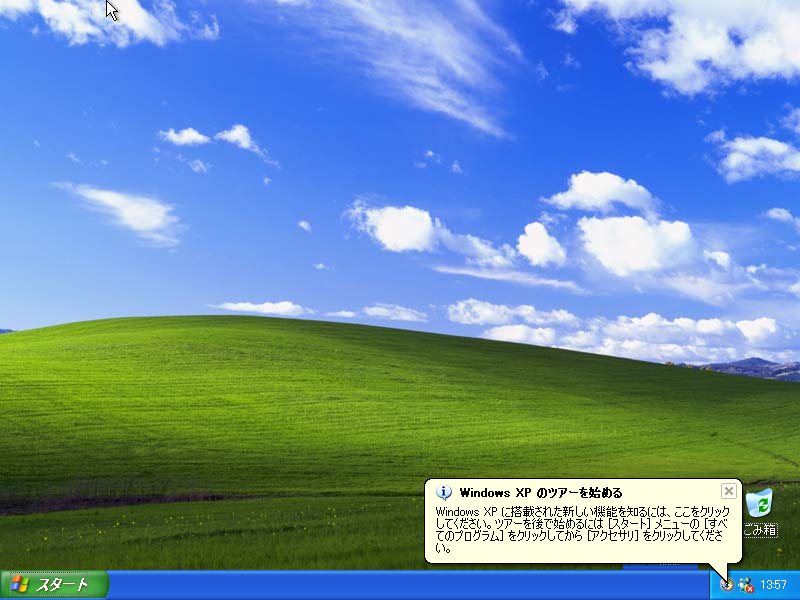 Windows XP のツアーを始める
Windows XP に搭載された新しい機能を知るには、ここをクリック
してください。ツアーを後で始めるには [スタート] メニューの [すべ
てのプログラム] をクリックしてから [アクセサリ] をクリックしてくださ
い。
ごみ箱
スタート
13:57